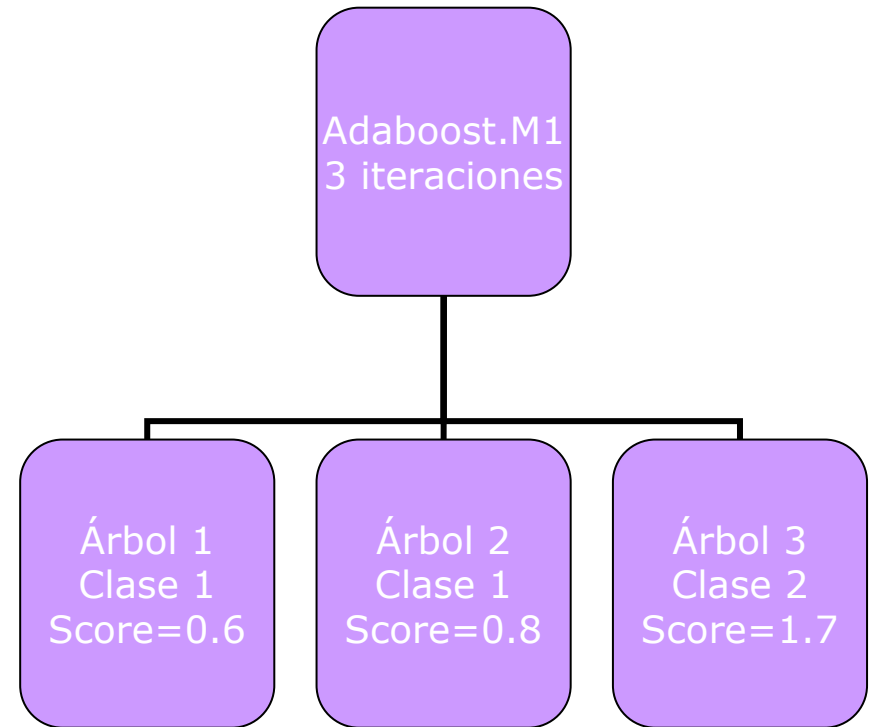 Adaboost.M1
3 iteraciones
Árbol 1
Clase 1
Score=0.6
Árbol 2
Clase 1
Score=0.8
Árbol 3
Clase 2
Score=1.7